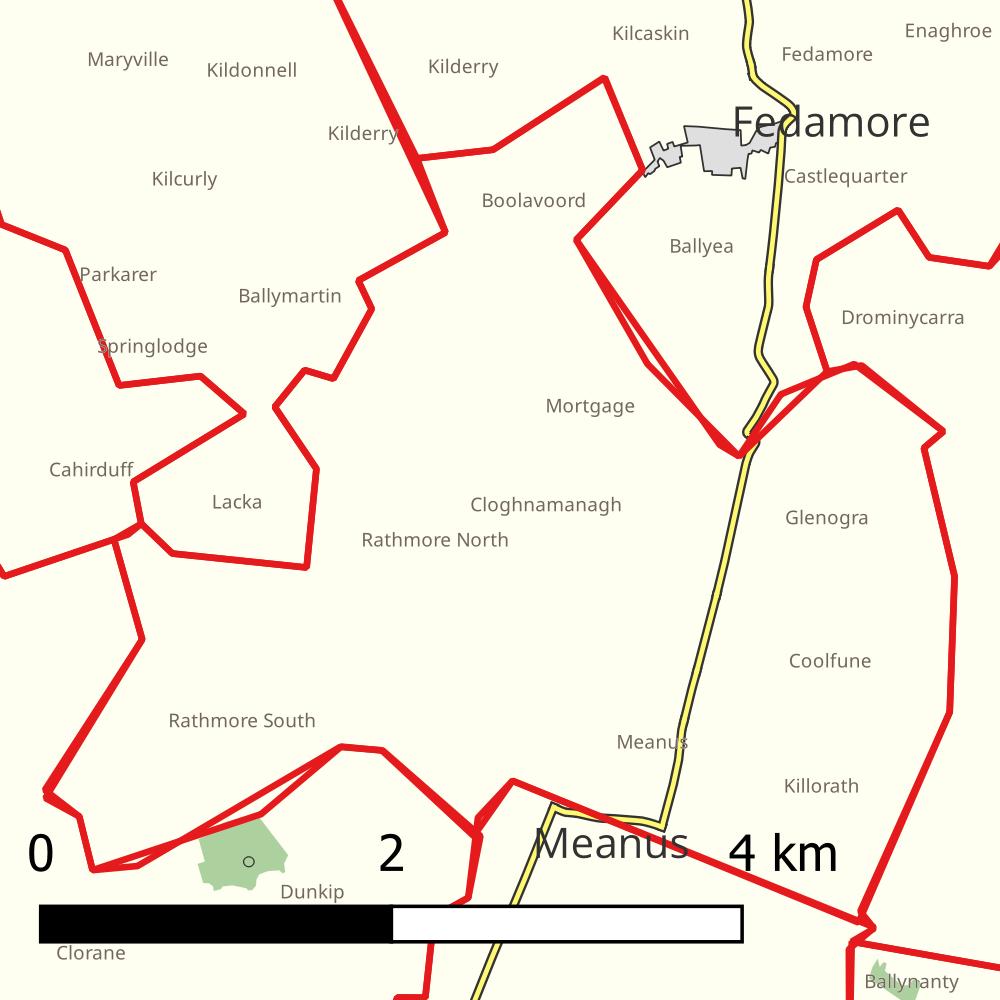 Enaghroe
Kilcaskin
Fedamore
Maryville
Kildonnell
Kilderry
Fedamore
Kilderry
Castlequarter
Kilcurly
Boolavoord
Ballyea
Parkarer
Ballymartin
Drominycarra
Springlodge
Mortgage
Cahirduff
Lacka
Cloghnamanagh
Glenogra
Rathmore North
Coolfune
Rathmore South
Meanus
Killorath
Meanus
0 2 4 km
Dunkip
Clorane
Ballynanty